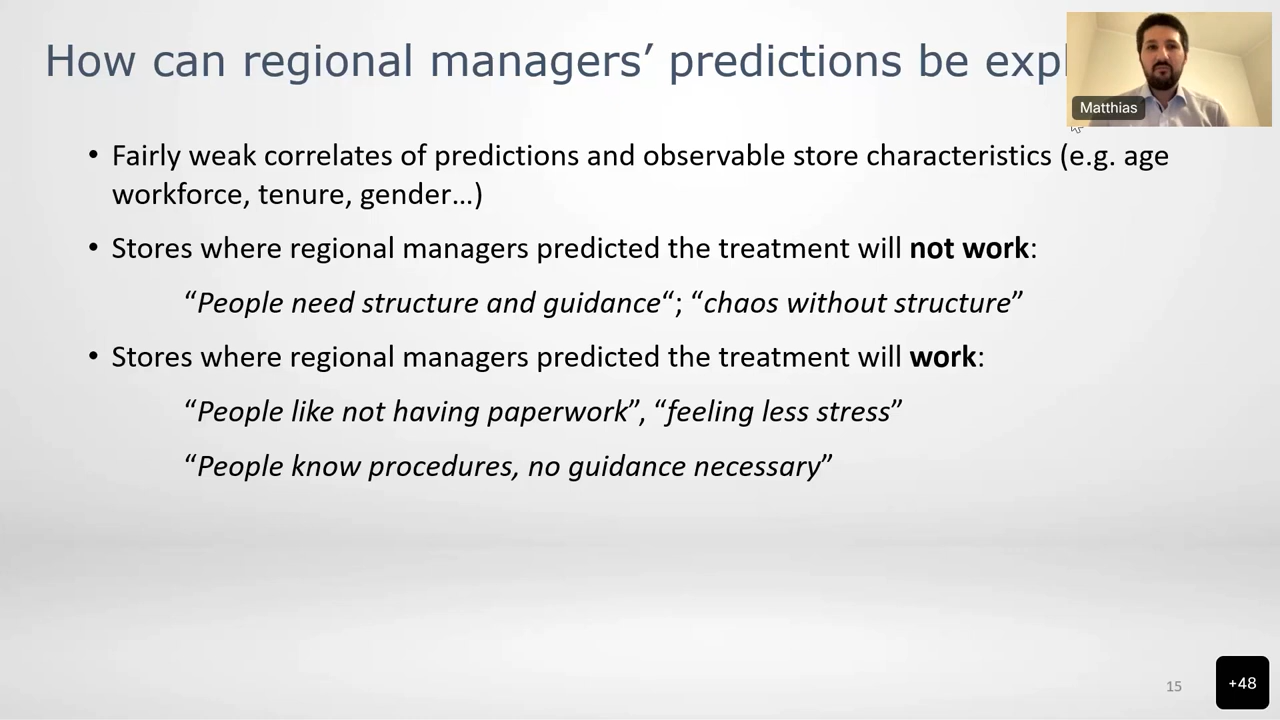 How can regional managers’ predictions be exp
Matthias
• Fairly weak correlates of predictions and observable store characteristics (e.g. age
workforce, tenure, gender…)
• Stores where regional managers predicted the treatment will not work:
“People need structure and guidance“; “chaos without structure”
• Stores where regional managers predicted the treatment will work:
“People like not having paperwork”, “feeling less stress”
“People know procedures, no guidance necessary”
15
+48